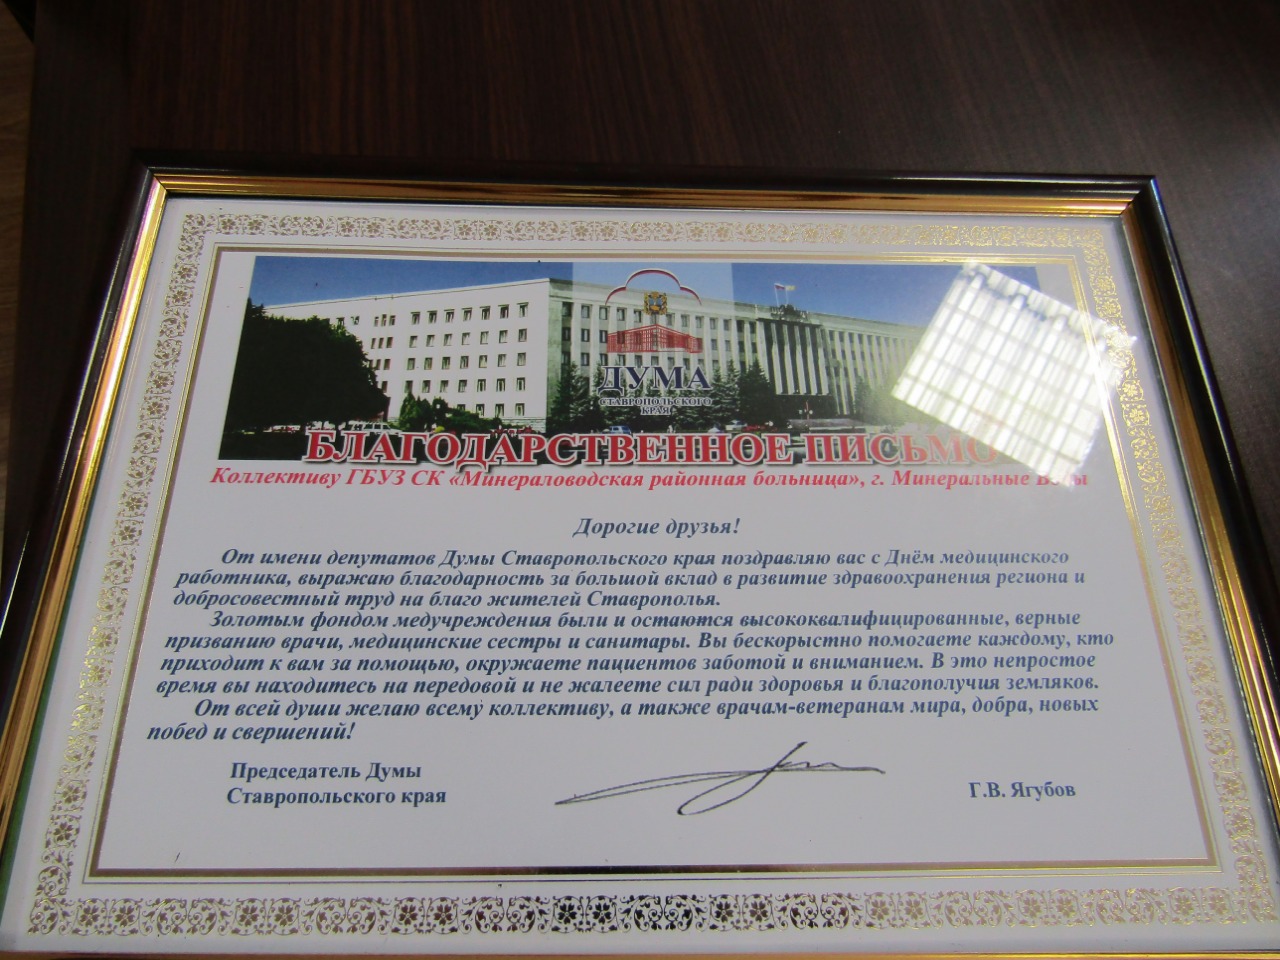 ДУМА
СТАВРОПОЛЬСКОГО
КРАЯ
БЛАГОДАРСТВЕННОЕ ПИСЬМО
Коллективу ГБУЗ СК «Минераловодская районная больница», г. Минеральные Воды
Дорогие друзья!
От имени депутатов Думы Ставропольского края поздравляю вас с Днём медицинского
работника, выражаю благодарность за большой вклад в развитие здравоохранения региона и
добросовестный труд на благо жителей Ставрополья.
Золотым фондом медучреждения были и остаются высококвалифицированные, верные
призванию врачи, медицинские сестры и санитары. Вы бескорыстно помогаете каждому, кто
приходит к вам за помощью, окружаете пациентов заботой и вниманием. В это непростое
время вы находитесь на передовой и не жалеете сил ради здоровья и благополучия земляков.
От всей души желаю всему коллективу, а также врачам-ветеранам мира, добра, новых
побед и свершений!
Председатель Думы
Ставропольского края
Г.В. Ягубов